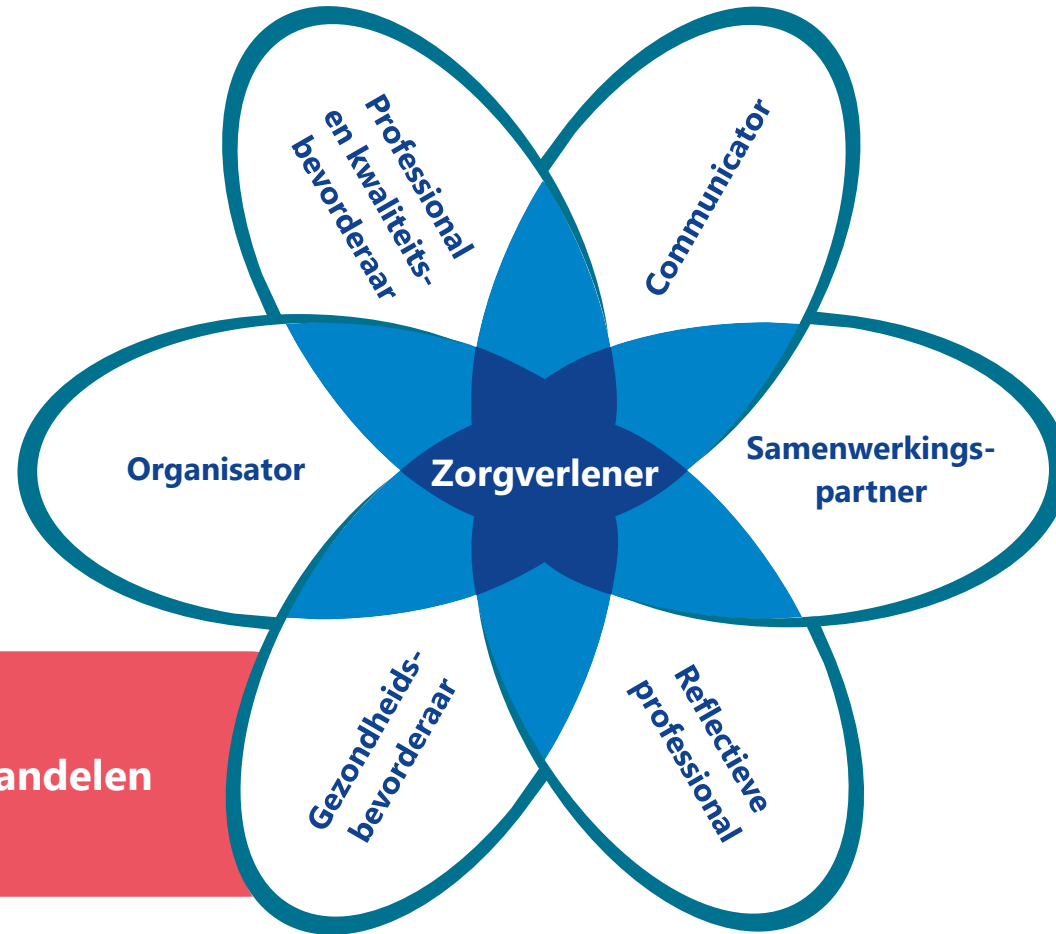 Professional
en kwaliteits-
bevorderaar
Communicator
Organisator
Zorgverlener
Samenwerkings-
partner
Gezondheids-
bevorderaar
Reflectieve
professional
andelen